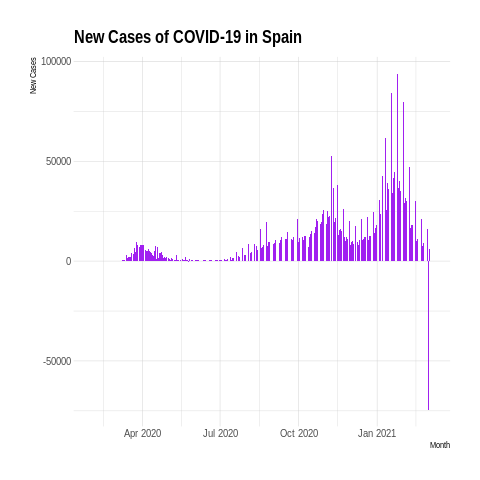 New Cases of COVID-19 in Spain
New Cases
100000
50000
0
-50000
Apr 2020 Jul 2020 Oct 2020 Jan 2021
Month